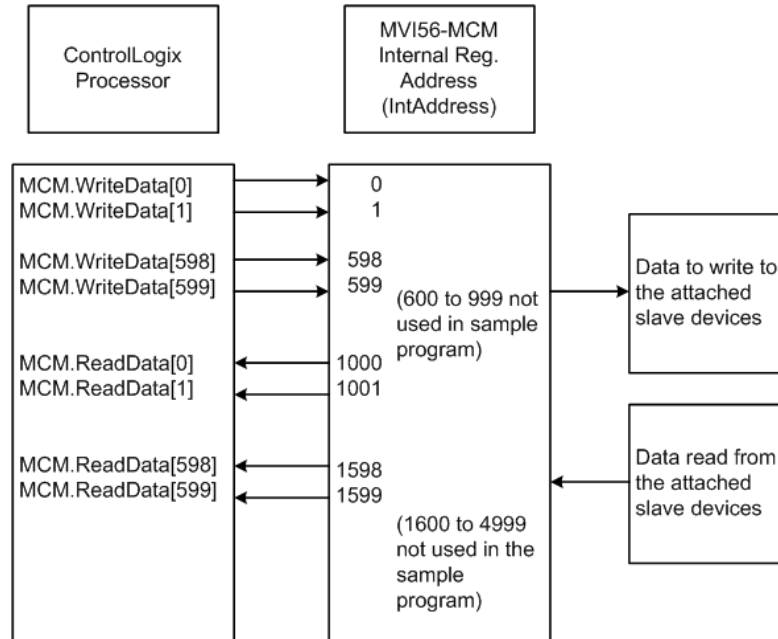 ControlLogix
Processor
MVI56-MCM
Internal Reg.
Address
(IntAddress)
MCM.WriteData[0]
MCM.WriteData[1]
MCM.WriteData[598]
MCM.WriteData[599]
MCM.ReadData[0]
MCM.ReadData[1]
MCM.ReadData[598]
MCM.ReadData[599]
0
1
598
599
(600 to 999 not
used in sample
program)
1000
1001
1598
1599
(1600 to 4999
not used in the
sample
program)
Data to write to
the attached
slave devices
Data read from
the attached
slave devices